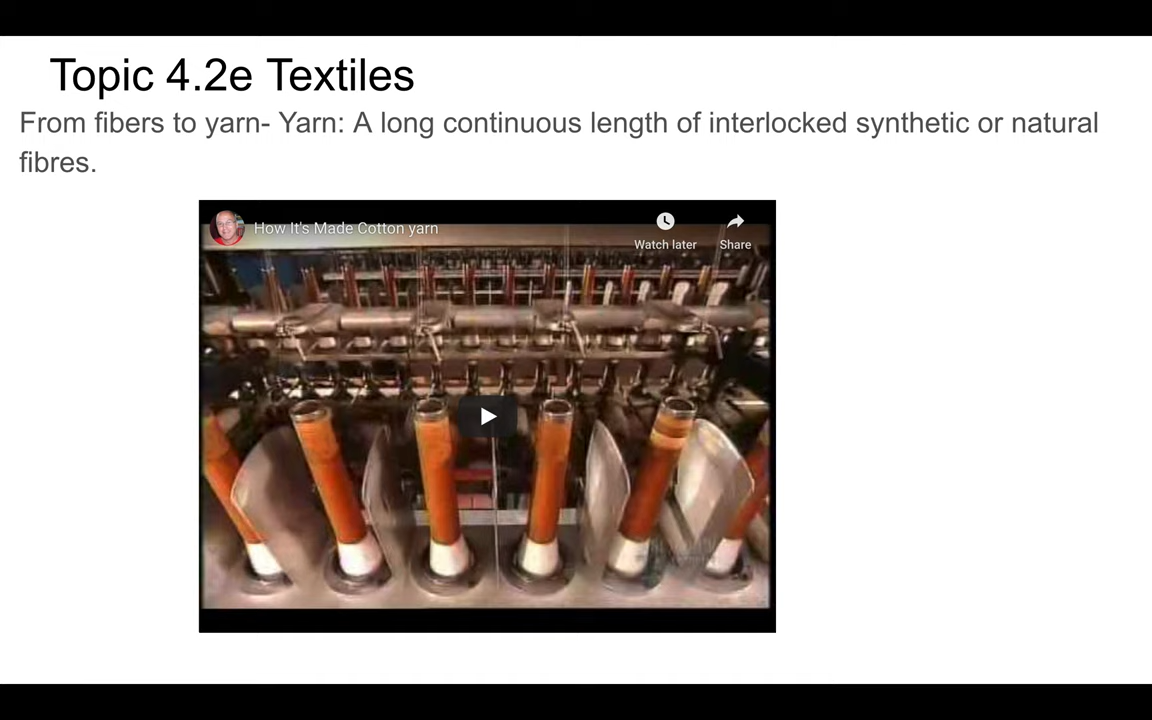 Topic 4.2e Textiles
From fibers to yarn- Yarn: A long continuous length of interlocked synthetic or natural
fibres.
How It's Made Cotton yarn
Watch later
Share